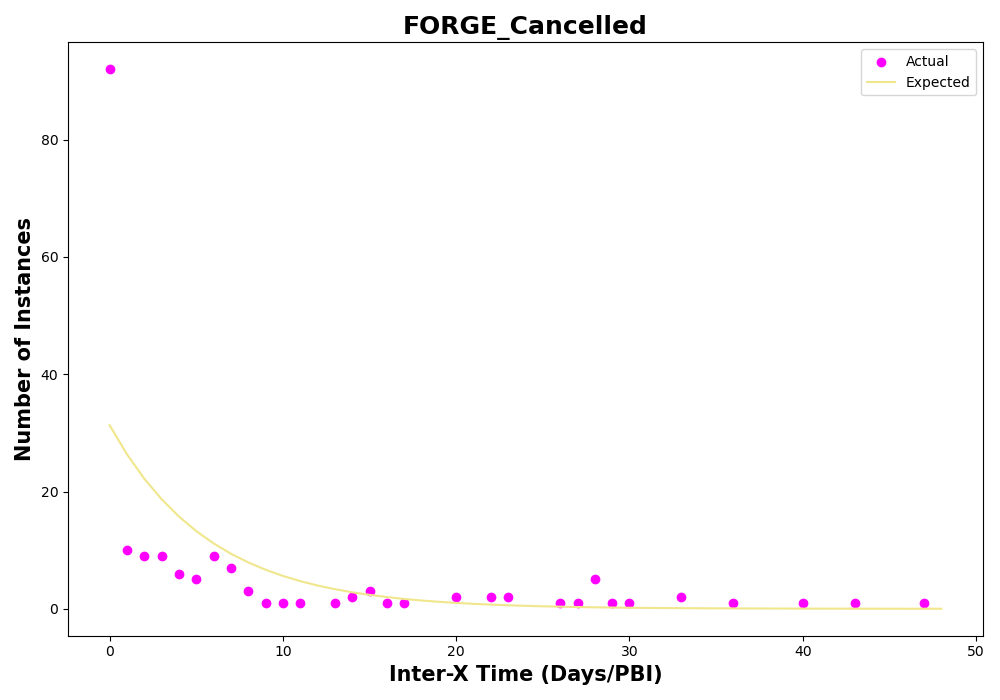 FORGE_Cancelled
Actual
Expected
Number of Instances
80
60
40
20
0
0
10
20
30
40
50
Inter-X Time (Days/PBI)